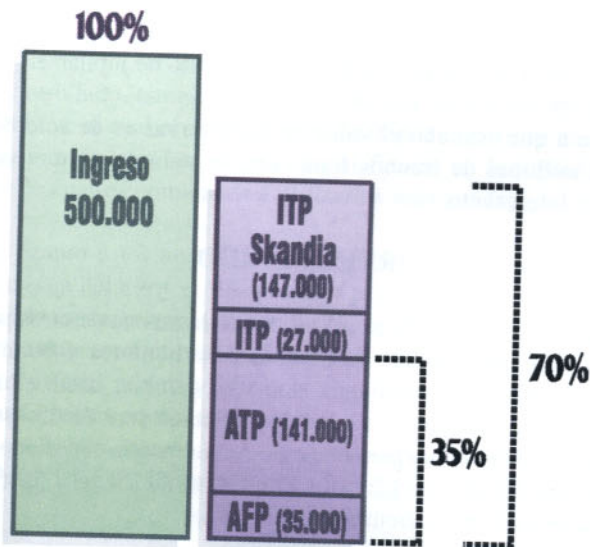 100%
Ingreso
500.000
ITP
Skandia
(147.000)
ITP (27.000)
70%
ATP (141.000)
35%
AFP (35.000)